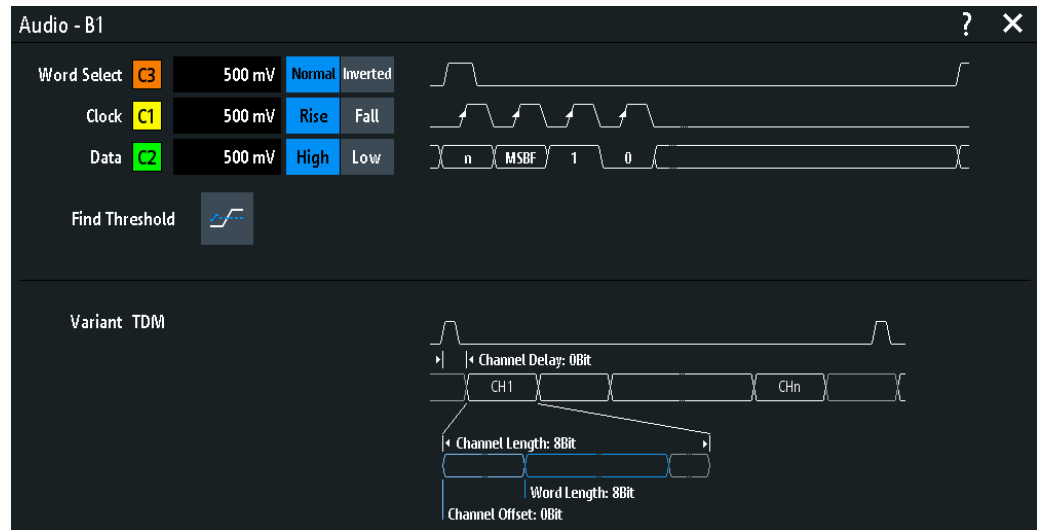 Audio - B1 ? ×
Word Select C3 500 mV Normal Inverted
Clock C1 500 mV Rise Fall
Data C2 500 mV High Low n MSBF 1 0
Find Threshold
Variant TDM
Channel Delay: 0Bit
CH1 CHn
Channel Length: 8Bit
Word Length: 8Bit
Channel Offset: 0Bit